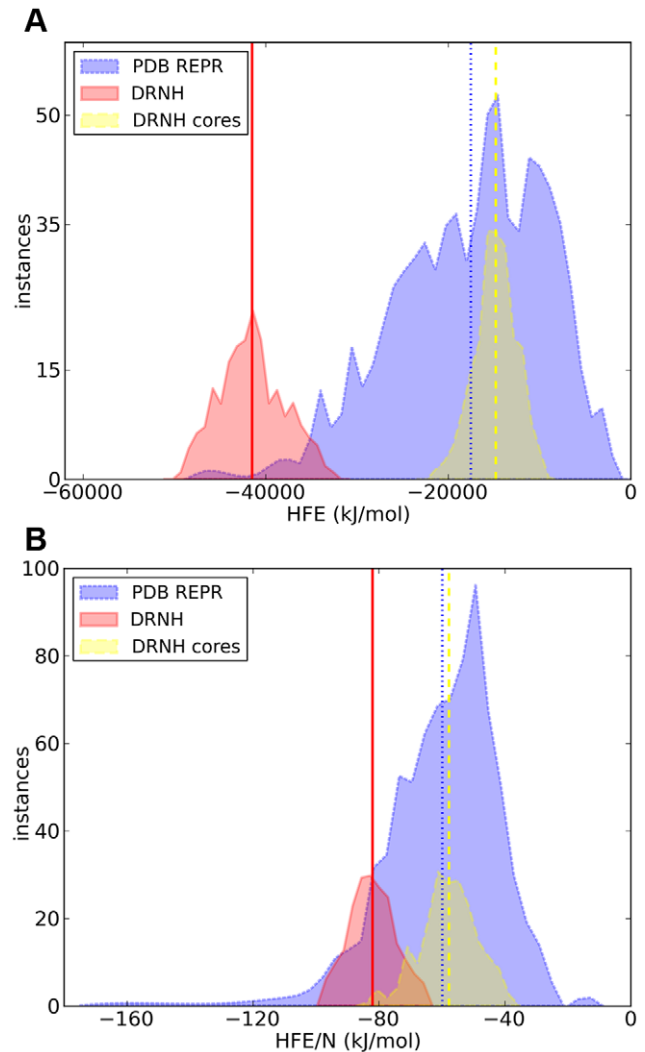 A
PDB REPR
DRNH
DRNH cores
50
35
15
0
instances
−60000 −40000 −20000 0
HFE (kJ/mol)
B
PDB REPR
DRNH
DRNH cores
100
80
60
40
20
0
instances
−160 −120 −80 −40 0
HFE/N (kJ/mol)